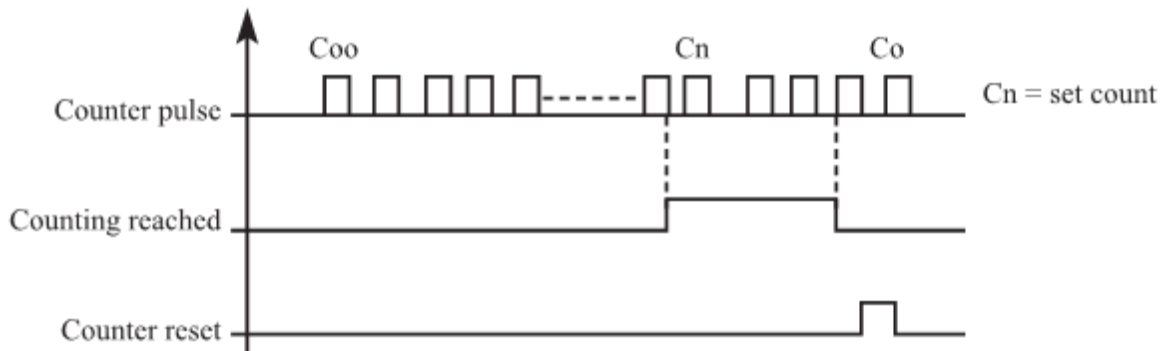 Coo
Cn
Co
Counter pulse
Cn = set count
Counting reached
Counter reset